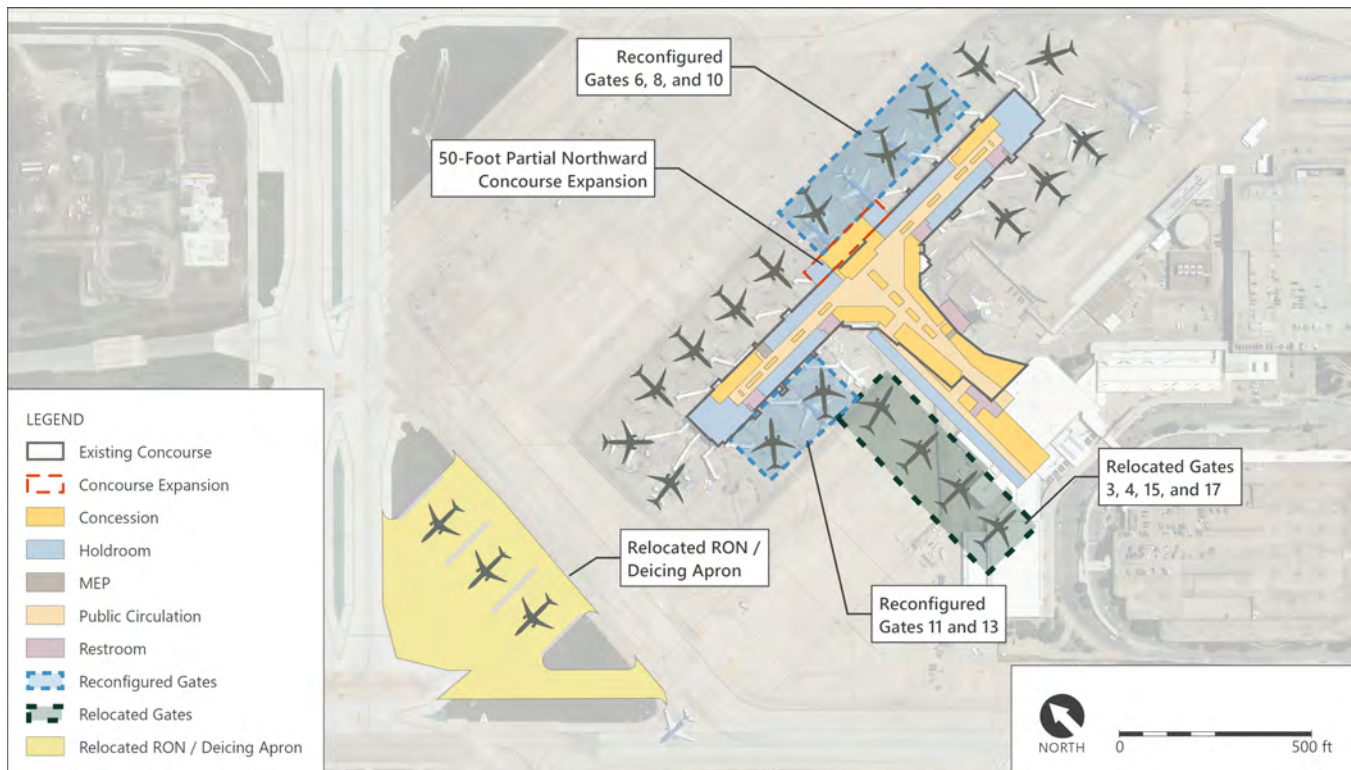 Reconfigured
Gates 6, 8, and 10
50-Foot Partial Northward
Concourse Expansion
LEGEND
Existing Concourse
Concourse Expansion
Concession
Holdroom
MEP
Public Circulation
Restroom
Reconfigured Gates
Relocated Gates
Relocated RON / Deicing Apron
Relocated RON /
Deicing Apron
Relocated Gates
3, 4, 15, and 17
Reconfigured
Gates 11 and 13
NORTH
0
500 ft